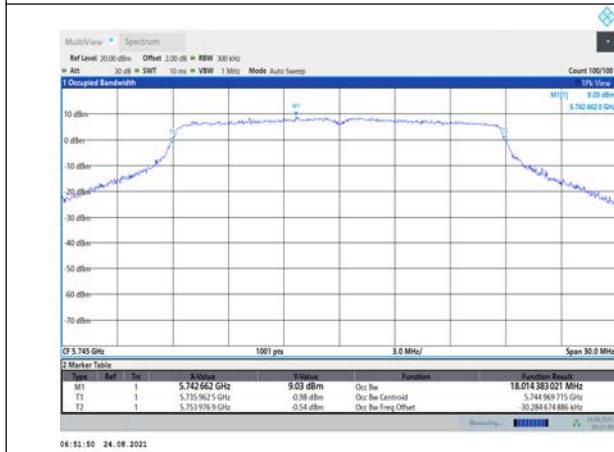 MultiView Spectrum
Ref Level 20.00 dBm Offset 2.00 dB RBW 300 kHz
Att 30 dB SWT 10 ms VBW 1 MHz Mode Auto Sweep Count 100/100
1 Occupied Bandwidth 1Pk View
M1[1] 9.03 dBm
5.742 662 0 GHz
M1
10 dBm
T1
T2
0 dBm
-10 dBm
-20 dBm
-30 dBm
-40 dBm
-50 dBm
-60 dBm
-70 dBm
CF 5.745 GHz 1001 pts 3.0 MHz/ Span 30.0 MHz
2 Marker Table
Type Ref Trc X-Value Y-Value Function Function Result
M1 1 5.742 662 GHz 9.03 dBm Occ Bw 18.014 383 021 MHz
T1 1 5.735 962 5 GHz -0.98 dBm Occ Bw Centroid 5.744 969 715 GHz
T2 1 5.753 976 9 GHz -0.54 dBm Occ Bw Freq Offset -30.284 674 886 kHz
Measuring...
06:51:50 24.08.2021